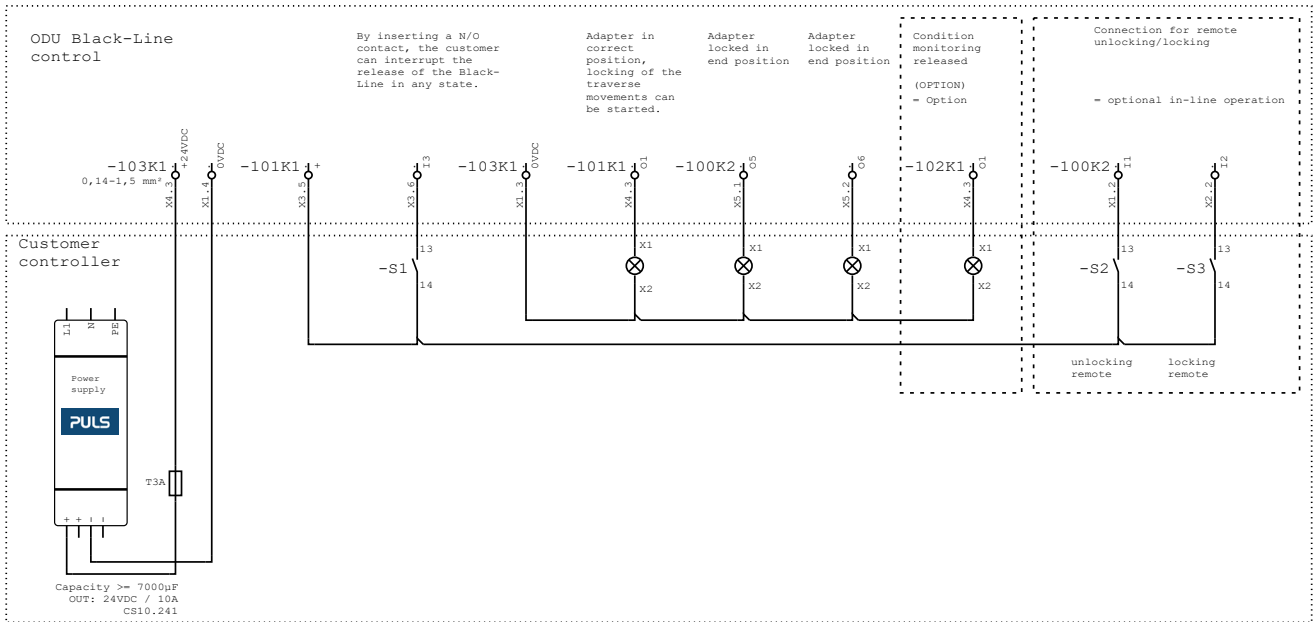 ODU Black-Line
control
By inserting a N/O
contact, the customer
can interrupt the
release of the Black-
Line in any state.
Adapter in
correct
position,
locking of the
traverse
movements can
be started.
Adapter
locked in
end position
Adapter
locked in
end position
Condition
monitoring
released
(OPTION)
= Option
Connection for remote
unlocking/locking
= optional in-line operation
-103K1
0,14-1,5 mm²
+24VDC
X4.3
0VDC
X1.4
-101K1
+
X3.5
I3
X3.6
-103K1
0VDC
X1.3
-101K1
O1
X4.3
-100K2
O5
X5.1
O6
X5.2
-102K1
O1
X4.3
-100K2
I1
X1.2
I2
X2.2
Customer
controller
-S1
13
14
X1
X2
X1
X2
X1
X2
X1
X2
-S2
13
14
-S3
13
14
unlocking
remote
locking
remote
L1
N
PE
Power
supply
PULS
T3A
+ + - -
Capacity >= 7000µF
OUT: 24VDC / 10A
CS10.241